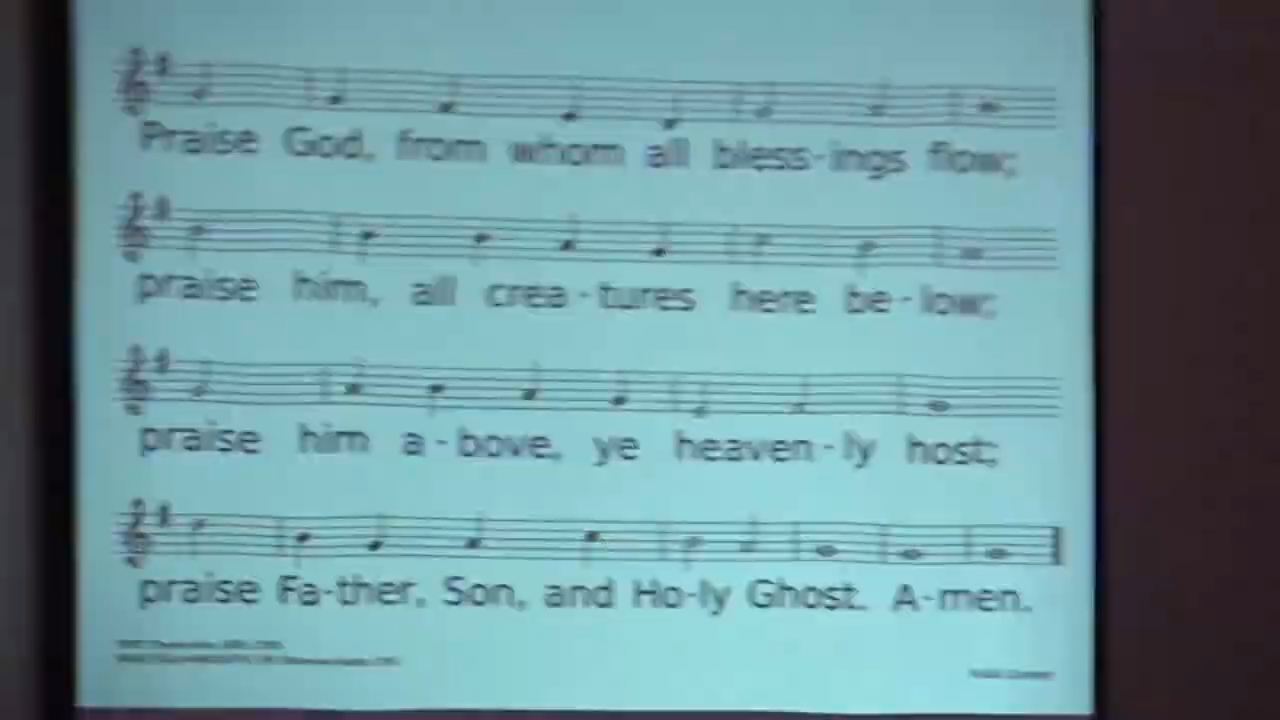 Praise God, from whom all bless-ings flow;
praise him, all crea-tures here be-low;
praise him a-bove, ye heaven-ly host;
praise Fa-ther, Son, and Ho-ly Ghost. A-men.